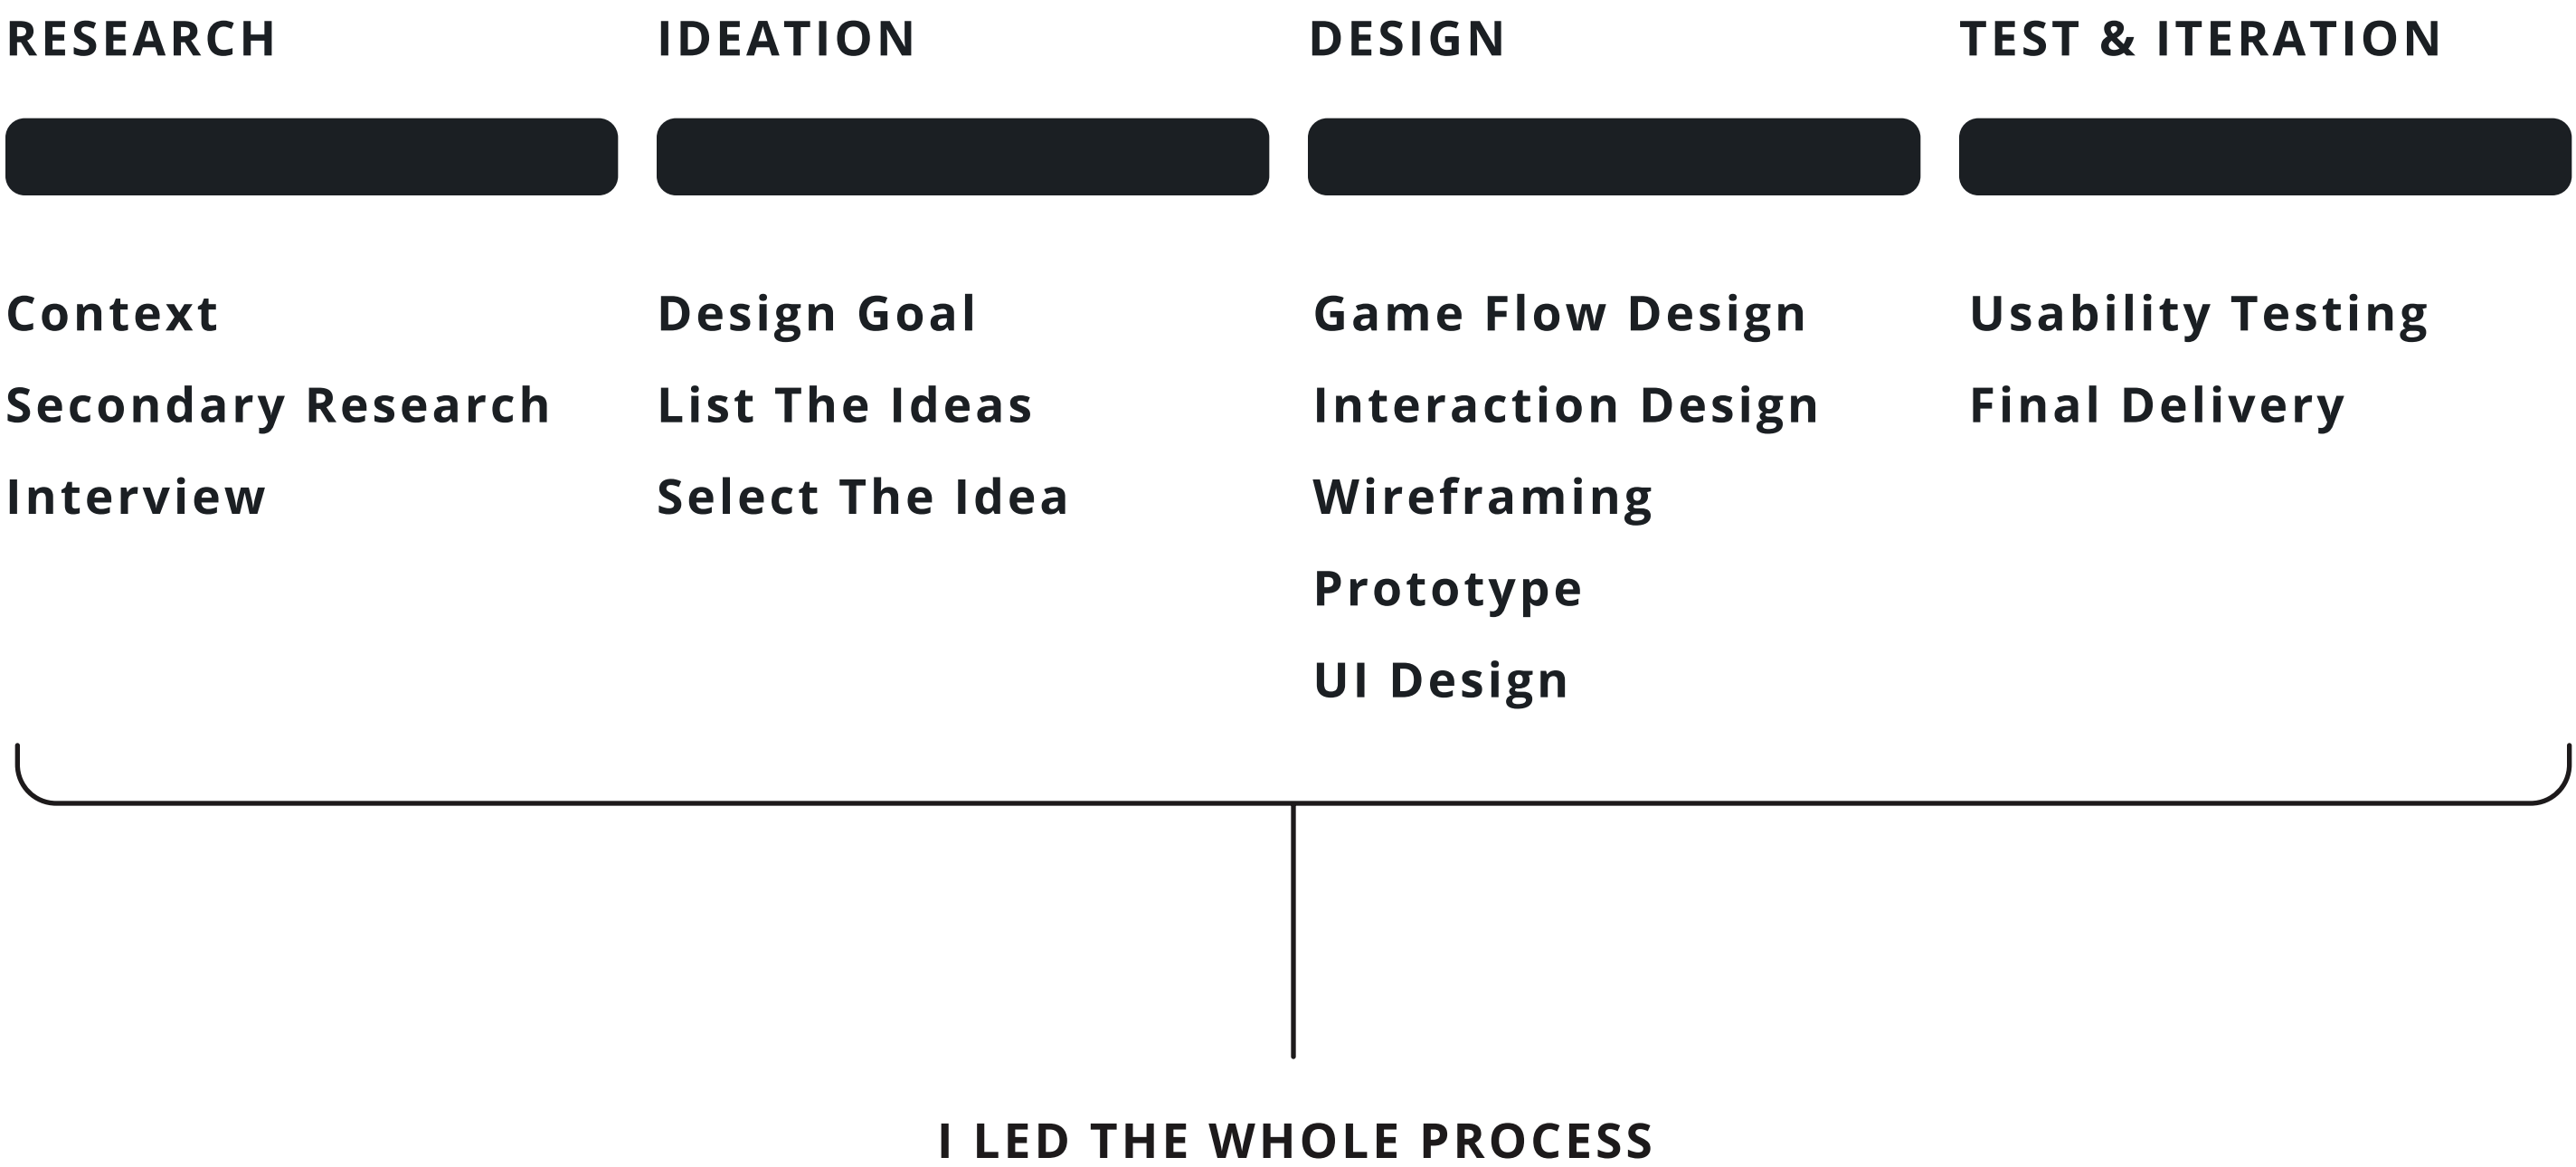 RESEARCH
IDEATION
DESIGN
TEST & ITERATION
Context
Secondary Research
Interview
Design Goal
List The Ideas
Select The Idea
Game Flow Design
Interaction Design
Wireframing
Prototype
UI Design
Usability Testing
Final Delivery
I LED THE WHOLE PROCESS